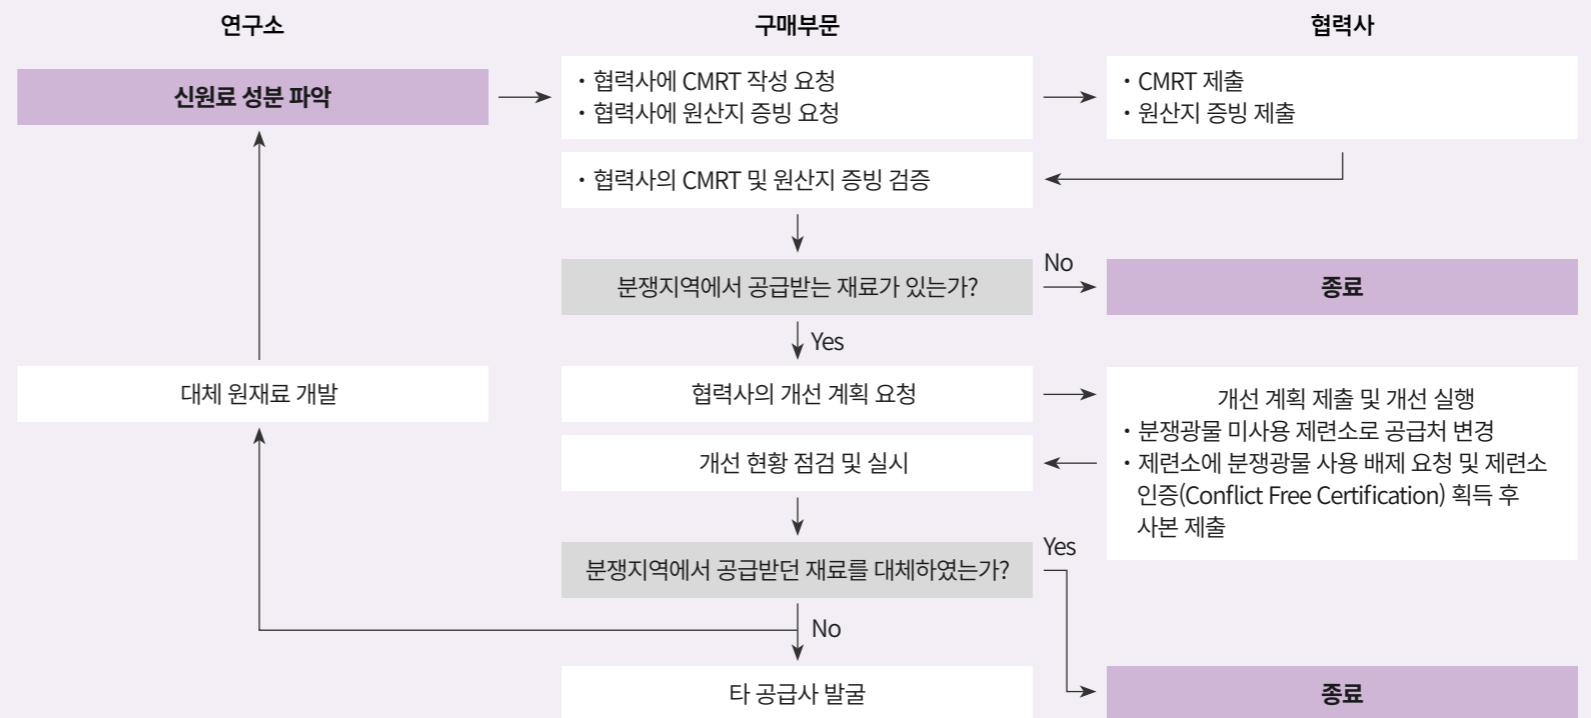 연구소
구매부문
협력사
신원료 성분 파악
・협력사에 CMRT 작성 요청
・협력사에 원산지 증빙 요청
・CMRT 제출
・원산지 증빙 제출
・협력사의 CMRT 및 원산지 증빙 검증
분쟁지역에서 공급받는 재료가 있는가?
No
종료
Yes
대체 원재료 개발
협력사의 개선 계획 요청
개선 계획 제출 및 개선 실행
・분쟁광물 미사용 제련소로 공급처 변경
・제련소에 분쟁광물 사용 배제 요청 및 제련소
인증(Conflict Free Certification) 획득 후
사본 제출
개선 현황 점검 및 실시
분쟁지역에서 공급받던 재료를 대체하였는가?
Yes
No
타 공급사 발굴
종료